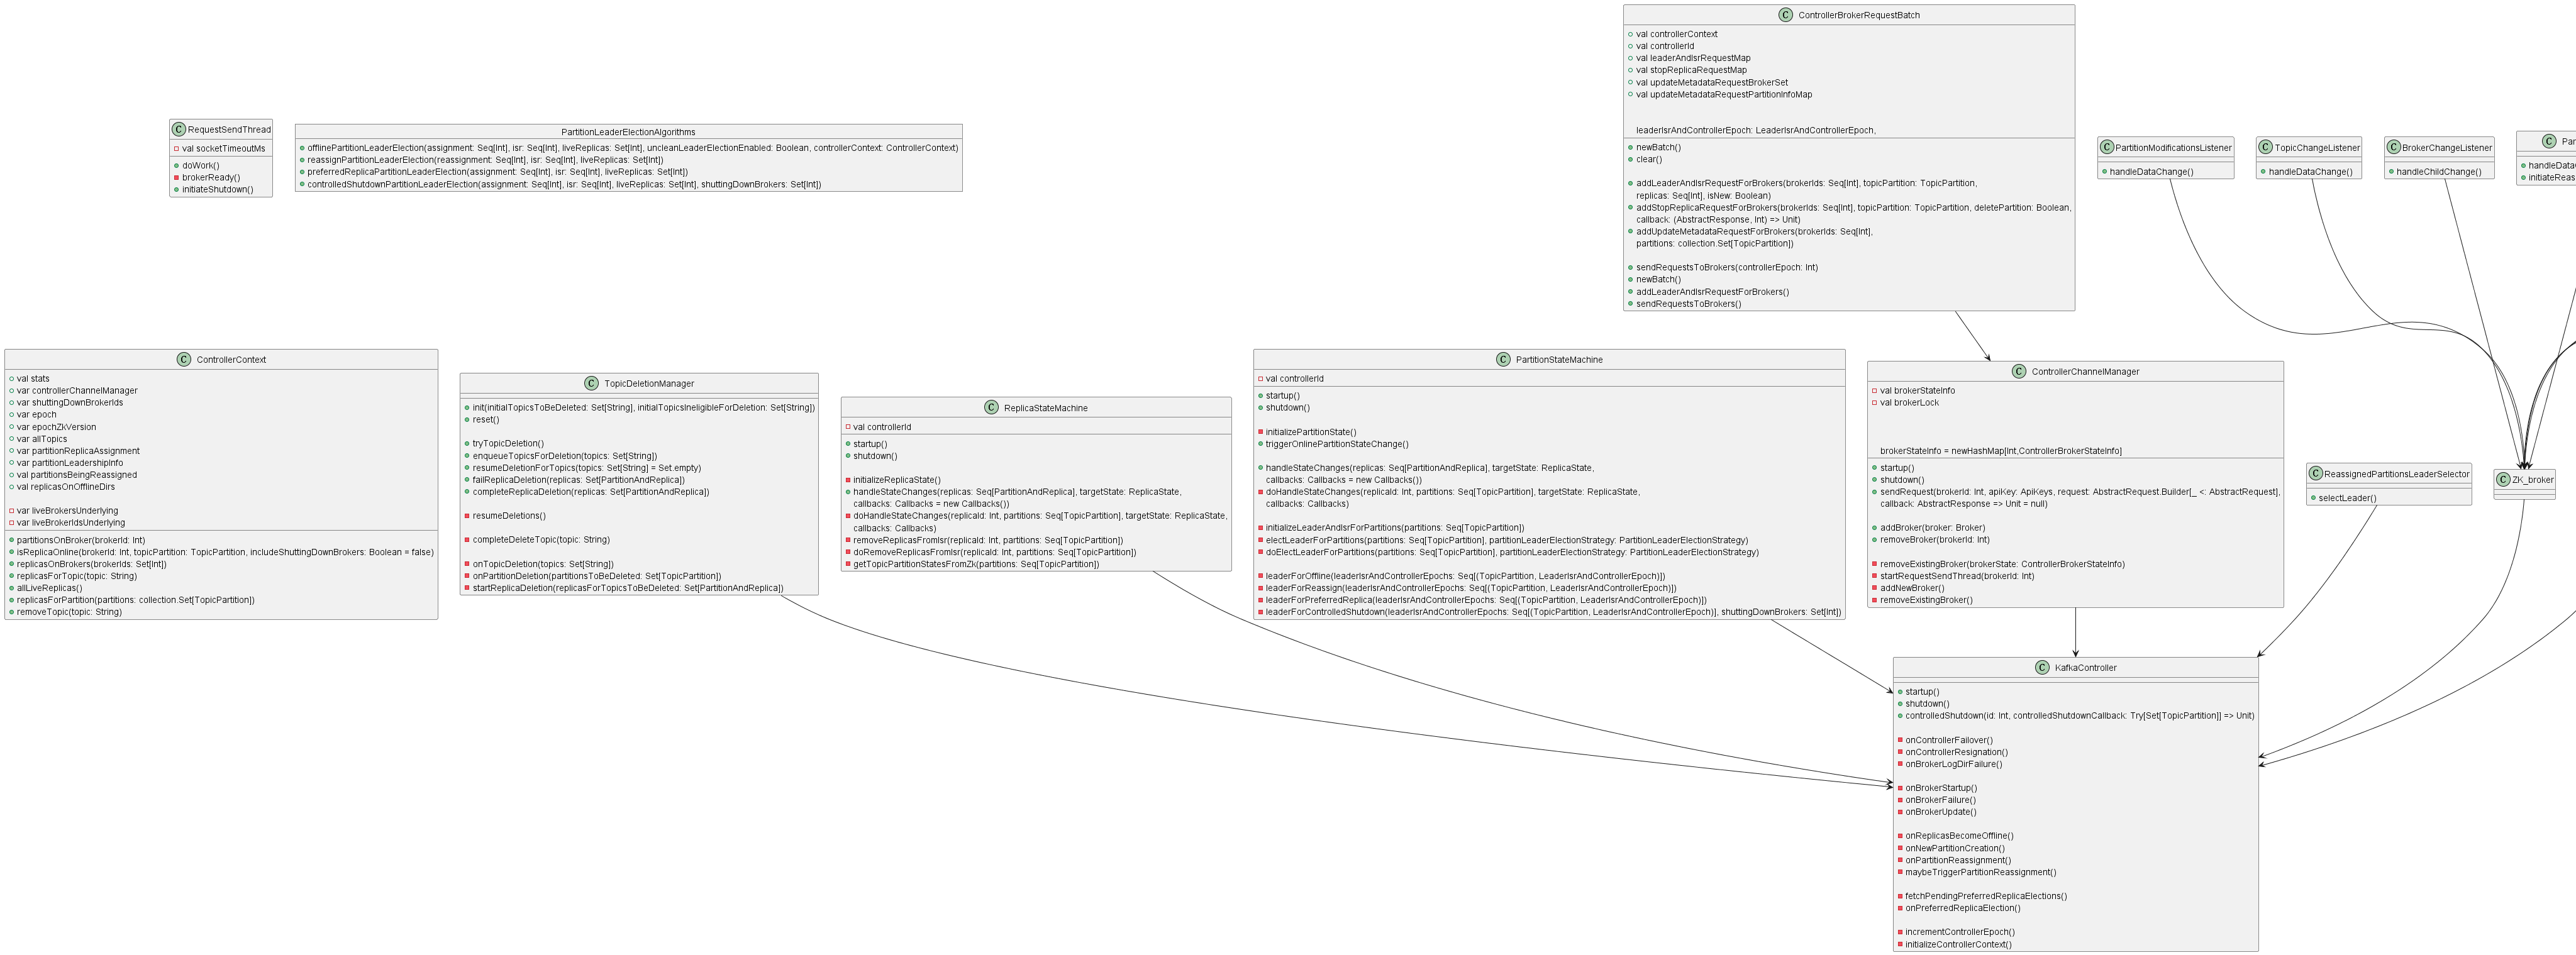 ControllerBrokerRequestBatch
val controllerContext
val controllerId
val leaderAndIsrRequestMap
val stopReplicaRequestMap
val updateMetadataRequestBrokerSet
val updateMetadataRequestPartitionInfoMap
leaderIsrAndControllerEpoch: LeaderIsrAndControllerEpoch,
newBatch()
clear()
addLeaderAndIsrRequestForBrokers(brokerIds: Seq[Int], topicPartition: TopicPartition,
replicas: Seq[Int], isNew: Boolean)
addStopReplicaRequestForBrokers(brokerIds: Seq[Int], topicPartition: TopicPartition, deletePartition: Boolean,
callback: (AbstractResponse, Int) => Unit)
addUpdateMetadataRequestForBrokers(brokerIds: Seq[Int],
partitions: collection.Set[TopicPartition])
sendRequestsToBrokers(controllerEpoch: Int)
newBatch()
addLeaderAndIsrRequestForBrokers()
sendRequestsToBrokers()
RequestSendThread
val socketTimeoutMs
doWork()
brokerReady()
initiateShutdown()
PartitionLeaderElectionAlgorithms
offlinePartitionLeaderElection(assignment: Seq[Int], isr: Seq[Int], liveReplicas: Set[Int], uncleanLeaderElectionEnabled: Boolean, controllerContext: ControllerContext)
reassignPartitionLeaderElection(reassignment: Seq[Int], isr: Seq[Int], liveReplicas: Set[Int])
preferredReplicaPartitionLeaderElection(assignment: Seq[Int], isr: Seq[Int], liveReplicas: Set[Int])
controlledShutdownPartitionLeaderElection(assignment: Seq[Int], isr: Seq[Int], liveReplicas: Set[Int], shuttingDownBrokers: Set[Int])
PartitionModificationsListener
handleDataChange()
TopicChangeListener
handleDataChange()
BrokerChangeListener
handleChildChange()
ControllerContext
val stats
var controllerChannelManager
var shuttingDownBrokerIds
var epoch
var epochZkVersion
var allTopics
var partitionReplicaAssignment
var partitionLeadershipInfo
val partitionsBeingReassigned
val replicasOnOfflineDirs
var liveBrokersUnderlying
var liveBrokerIdsUnderlying
partitionsOnBroker(brokerId: Int)
isReplicaOnline(brokerId: Int, topicPartition: TopicPartition, includeShuttingDownBrokers: Boolean = false)
replicasOnBrokers(brokerIds: Set[Int])
replicasForTopic(topic: String)
allLiveReplicas()
replicasForPartition(partitions: collection.Set[TopicPartition])
removeTopic(topic: String)
TopicDeletionManager
init(initialTopicsToBeDeleted: Set[String], initialTopicsIneligibleForDeletion: Set[String])
reset()
tryTopicDeletion()
enqueueTopicsForDeletion(topics: Set[String])
resumeDeletionForTopics(topics: Set[String] = Set.empty)
failReplicaDeletion(replicas: Set[PartitionAndReplica])
completeReplicaDeletion(replicas: Set[PartitionAndReplica])
resumeDeletions()
completeDeleteTopic(topic: String)
onTopicDeletion(topics: Set[String])
onPartitionDeletion(partitionsToBeDeleted: Set[TopicPartition])
startReplicaDeletion(replicasForTopicsToBeDeleted: Set[PartitionAndReplica])
ReplicaStateMachine
val controllerId
startup()
shutdown()
initializeReplicaState()
handleStateChanges(replicas: Seq[PartitionAndReplica], targetState: ReplicaState,
callbacks: Callbacks = new Callbacks())
doHandleStateChanges(replicaId: Int, partitions: Seq[TopicPartition], targetState: ReplicaState,
callbacks: Callbacks)
removeReplicasFromIsr(replicaId: Int, partitions: Seq[TopicPartition])
doRemoveReplicasFromIsr(replicaId: Int, partitions: Seq[TopicPartition])
getTopicPartitionStatesFromZk(partitions: Seq[TopicPartition])
PartitionStateMachine
val controllerId
startup()
shutdown()
initializePartitionState()
triggerOnlinePartitionStateChange()
handleStateChanges(replicas: Seq[PartitionAndReplica], targetState: ReplicaState,
callbacks: Callbacks = new Callbacks())
doHandleStateChanges(replicaId: Int, partitions: Seq[TopicPartition], targetState: ReplicaState,
callbacks: Callbacks)
initializeLeaderAndIsrForPartitions(partitions: Seq[TopicPartition])
electLeaderForPartitions(partitions: Seq[TopicPartition], partitionLeaderElectionStrategy: PartitionLeaderElectionStrategy)
doElectLeaderForPartitions(partitions: Seq[TopicPartition], partitionLeaderElectionStrategy: PartitionLeaderElectionStrategy)
leaderForOffline(leaderIsrAndControllerEpochs: Seq[(TopicPartition, LeaderIsrAndControllerEpoch)])
leaderForReassign(leaderIsrAndControllerEpochs: Seq[(TopicPartition, LeaderIsrAndControllerEpoch)])
leaderForPreferredReplica(leaderIsrAndControllerEpochs: Seq[(TopicPartition, LeaderIsrAndControllerEpoch)])
leaderForControlledShutdown(leaderIsrAndControllerEpochs: Seq[(TopicPartition, LeaderIsrAndControllerEpoch)], shuttingDownBrokers: Set[Int])
ControllerChannelManager
val brokerStateInfo
val brokerLock
brokerStateInfo = newHashMap[Int,ControllerBrokerStateInfo]
startup()
shutdown()
sendRequest(brokerId: Int, apiKey: ApiKeys, request: AbstractRequest.Builder[_ <: AbstractRequest],
callback: AbstractResponse => Unit = null)
addBroker(broker: Broker)
removeBroker(brokerId: Int)
removeExistingBroker(brokerState: ControllerBrokerStateInfo)
startRequestSendThread(brokerId: Int)
addNewBroker()
removeExistingBroker()
ReassignedPartitionsLeaderSelector
selectLeader()
ZK_broker
KafkaController
startup()
shutdown()
controlledShutdown(id: Int, controlledShutdownCallback: Try[Set[TopicPartition]] => Unit)
onControllerFailover()
onControllerResignation()
onBrokerLogDirFailure()
onBrokerStartup()
onBrokerFailure()
onBrokerUpdate()
onReplicasBecomeOffline()
onNewPartitionCreation()
onPartitionReassignment()
maybeTriggerPartitionReassignment()
fetchPendingPreferredReplicaElections()
onPreferredReplicaElection()
incrementControllerEpoch()
initializeControllerContext()